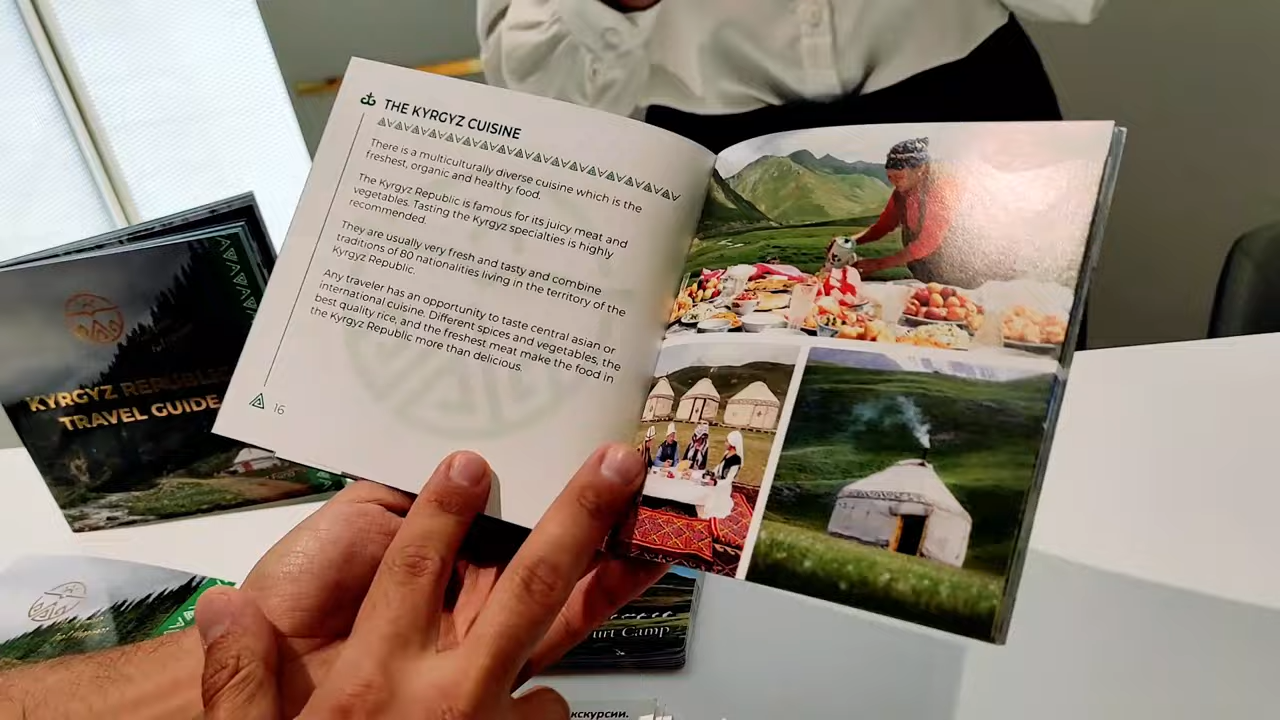 THE KYRGYZ CUISINE
There is a multiculturally diverse cuisine which is the
freshest, organic and healthy food.
The Kyrgyz Republic is famous for its juicy meat and
vegetables. Tasting the Kyrgyz specialties is highly
recommended.
They are usually very fresh and tasty and combine
traditions of 80 nationalities living in the territory of the
Kyrgyz Republic.
Any traveler has an opportunity to taste central asian or
international cuisine. Different spices and vegetables, the
best quality rice, and the freshest meat make the food in
the Kyrgyz Republic more than delicious.
16
KYRGYZ REPUBLIC
TRAVEL GUIDE
urt Camp
кскурсии.